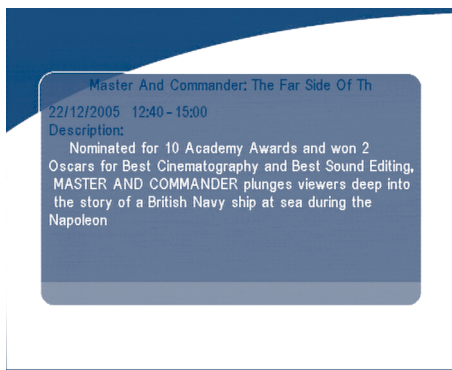 Master And Commander: The Far Side Of Th
22/12/2005 12:40-15:00
Description:
Nominated for 10 Academy Awards and won 2
Oscars for Best Cinematography and Best Sound Editing,
MASTER AND COMMANDER plunges viewers deep into
the story of a British Navy ship at sea during the
Napoleon